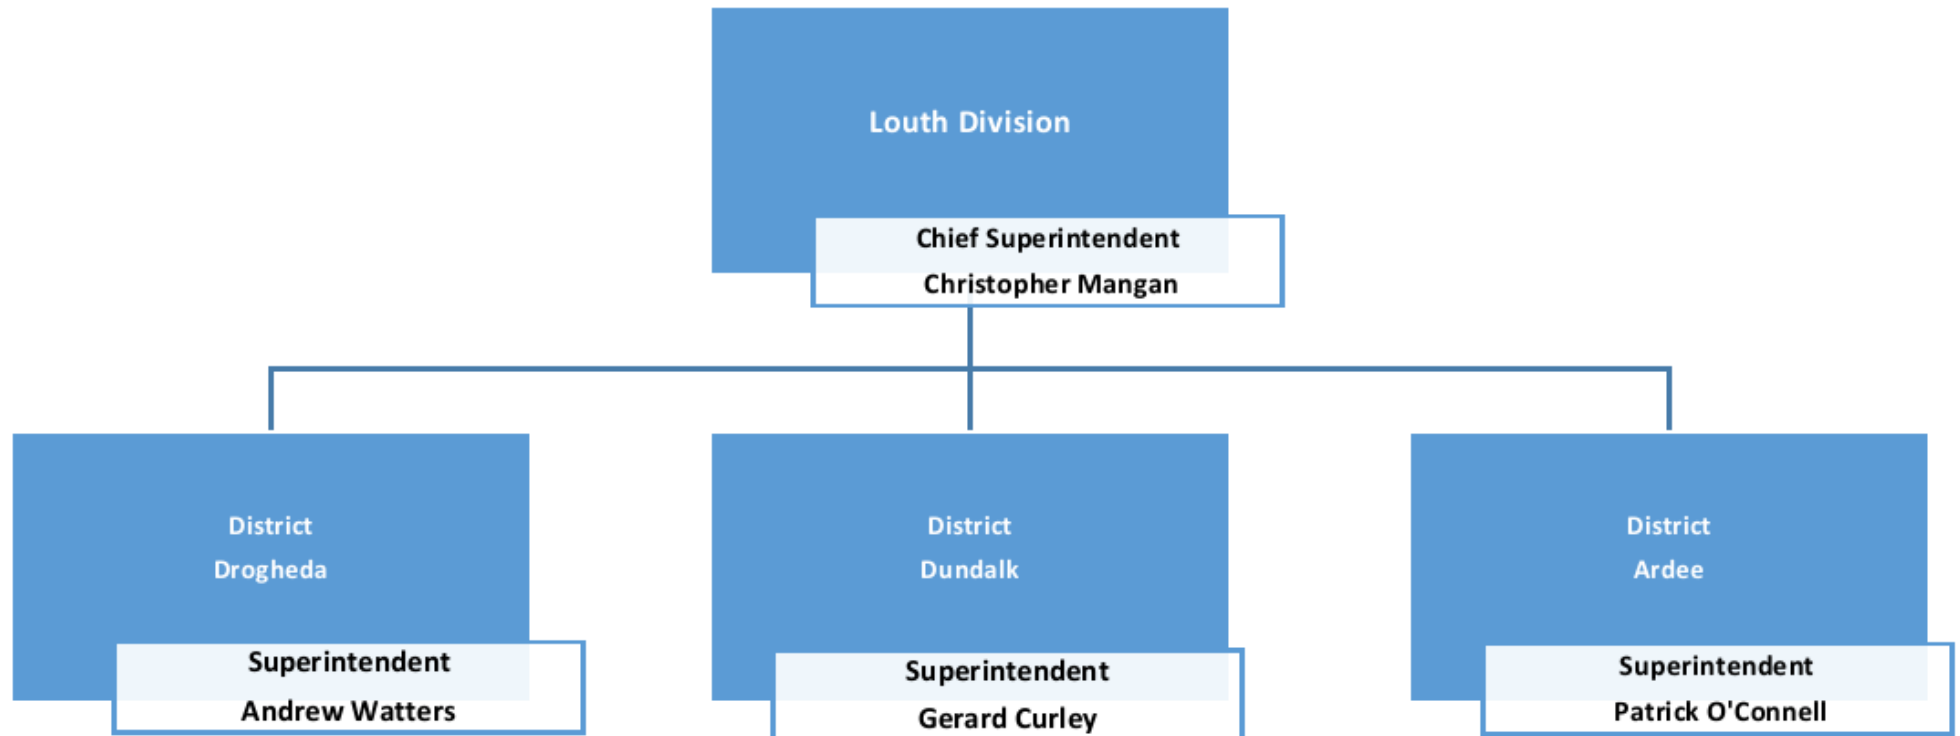 Louth Division
Chief Superintendent
Christopher Mangan
District
Drogheda
Superintendent
Andrew Watters
District
Dundalk
Superintendent
Gerard Curley
District
Ardee
Superintendent
Patrick O'Connell